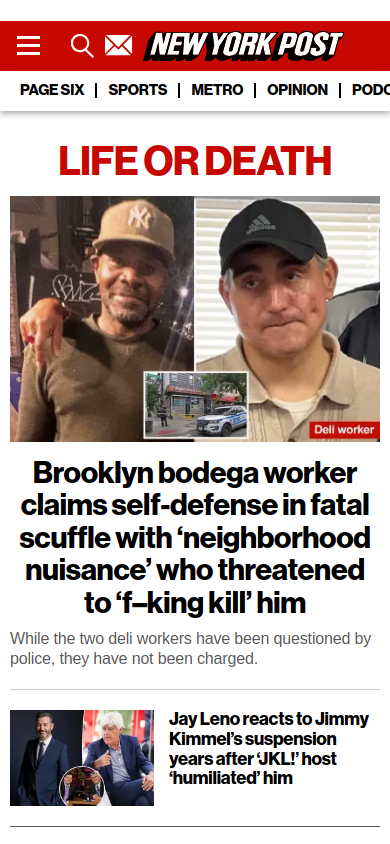 NEW YORK POST
PAGE SIX
SPORTS
METRO
OPINION
PODC
LIFE OR DEATH
NY
adidas
Deli worker
Brooklyn bodega worker
claims self-defense in fatal
scuffle with ‘neighborhood
nuisance’ who threatened
to ‘f–king kill’ him
While the two deli workers have been questioned by
police, they have not been charged.
Jay Leno reacts to Jimmy
Kimmel’s suspension
years after ‘JKL!’ host
‘humiliated’ him